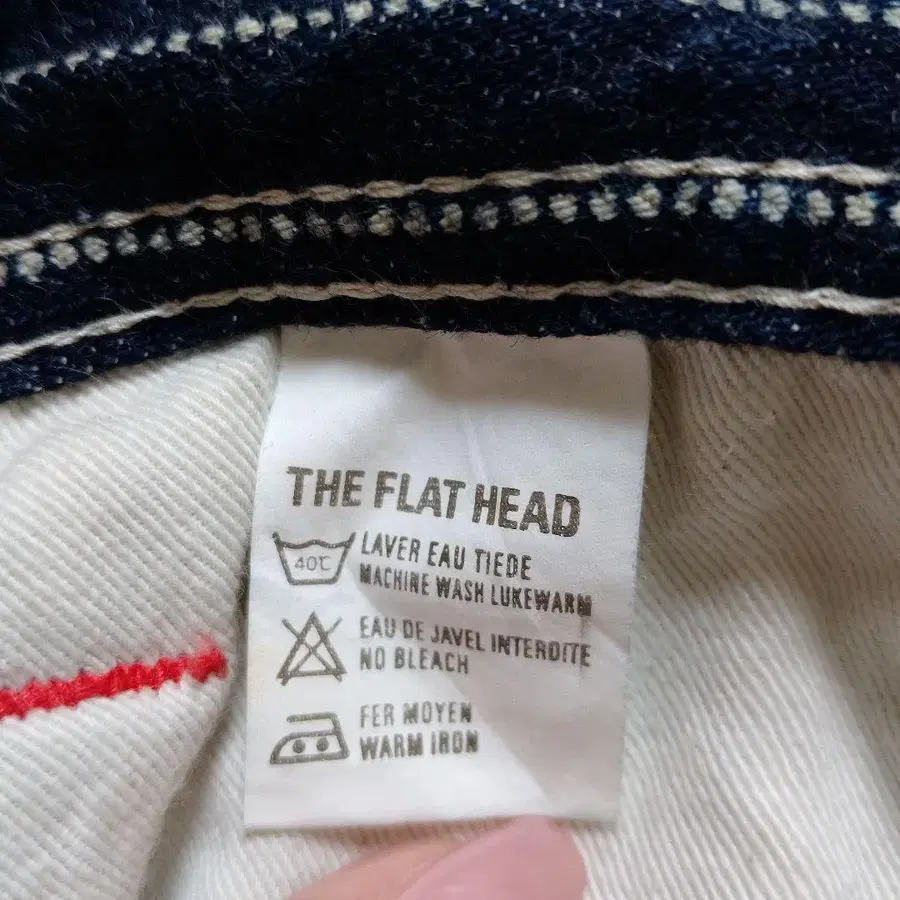 THE FLAT HEAD
40℃
LAVER EAU TIEDE
MACHINE WASH LUKEWARM
EAU DE JAVEL INTERDITE
NO BLEACH
FER MOYEN
WARM IRON